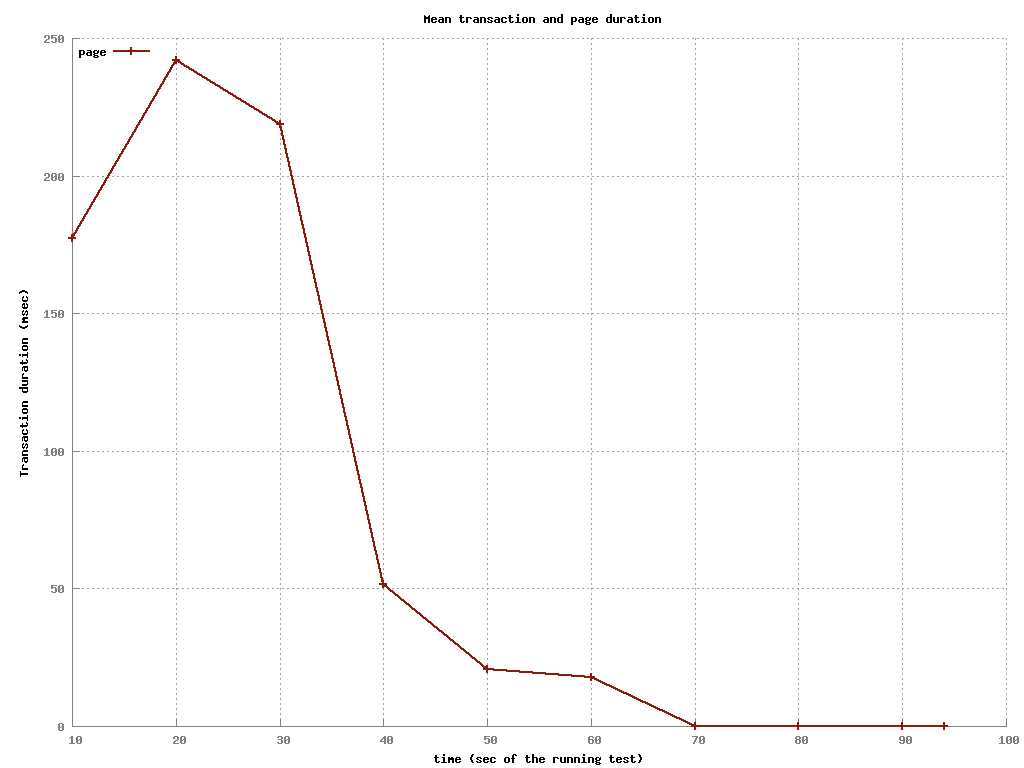 Mean transaction and page duration
page
250
200
150
100
50
0
Transaction duration (msec)
10 20 30 40 50 60 70 80 90 100
time (sec of the running test)